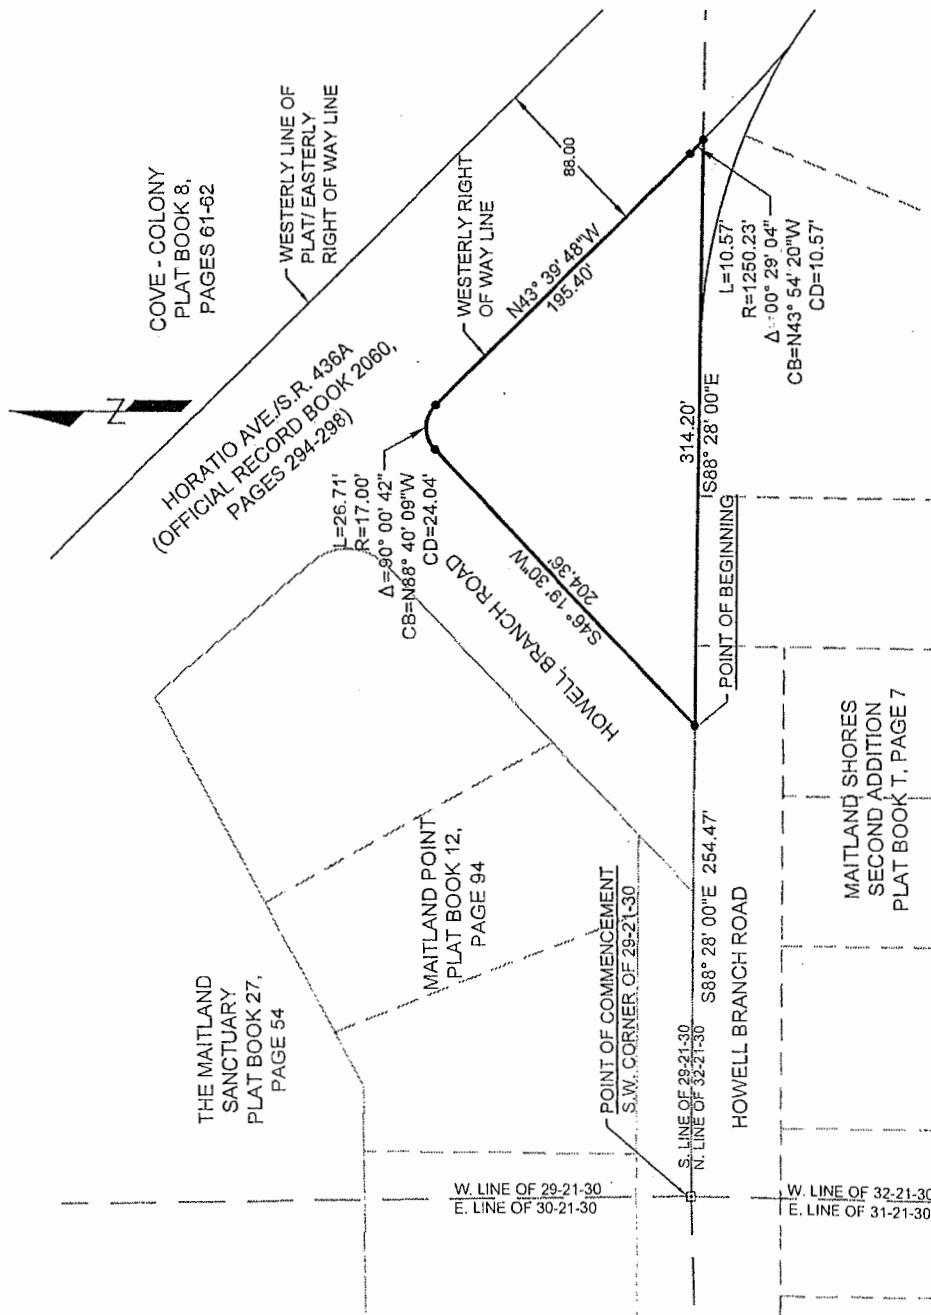 COVE - COLONY
PLAT BOOK 8,
PAGES 61-62
WESTERLY LINE OF
PLAT/ EASTERLY
RIGHT OF WAY LINE
88.00
HORATIO AVE./S.R. 436A
(OFFICIAL RECORD BOOK 2060,
PAGES 294-298)
N
WESTERLY RIGHT
OF WAY LINE
N43° 39' 48"W
195.40'
L=26.71'
R=17.00'
Δ=90° 00' 42"
CB=N88° 40' 09"W
CD=24.04'
L=10.57'
R=1250.23'
Δ=00° 29' 04"
CB=N43° 54' 20"W
CD=10.57'
HOWELL BRANCH ROAD
S46° 19' 30"W
204.36'
314.20'
S88° 28' 00"E
POINT OF BEGINNING
THE MAITLAND
SANCTUARY
PLAT BOOK 27,
PAGE 54
MAITLAND POINT
PLAT BOOK 12,
PAGE 94
POINT OF COMMENCEMENT
S.W. CORNER OF 29-21-30
S88° 28' 00"E 254.47'
S. LINE OF 29-21-30
N. LINE OF 32-21-30
HOWELL BRANCH ROAD
MAITLAND SHORES
SECOND ADDITION
PLAT BOOK T, PAGE 7
W. LINE OF 29-21-30
E. LINE OF 30-21-30
W. LINE OF 32-21-30
E. LINE OF 31-21-30